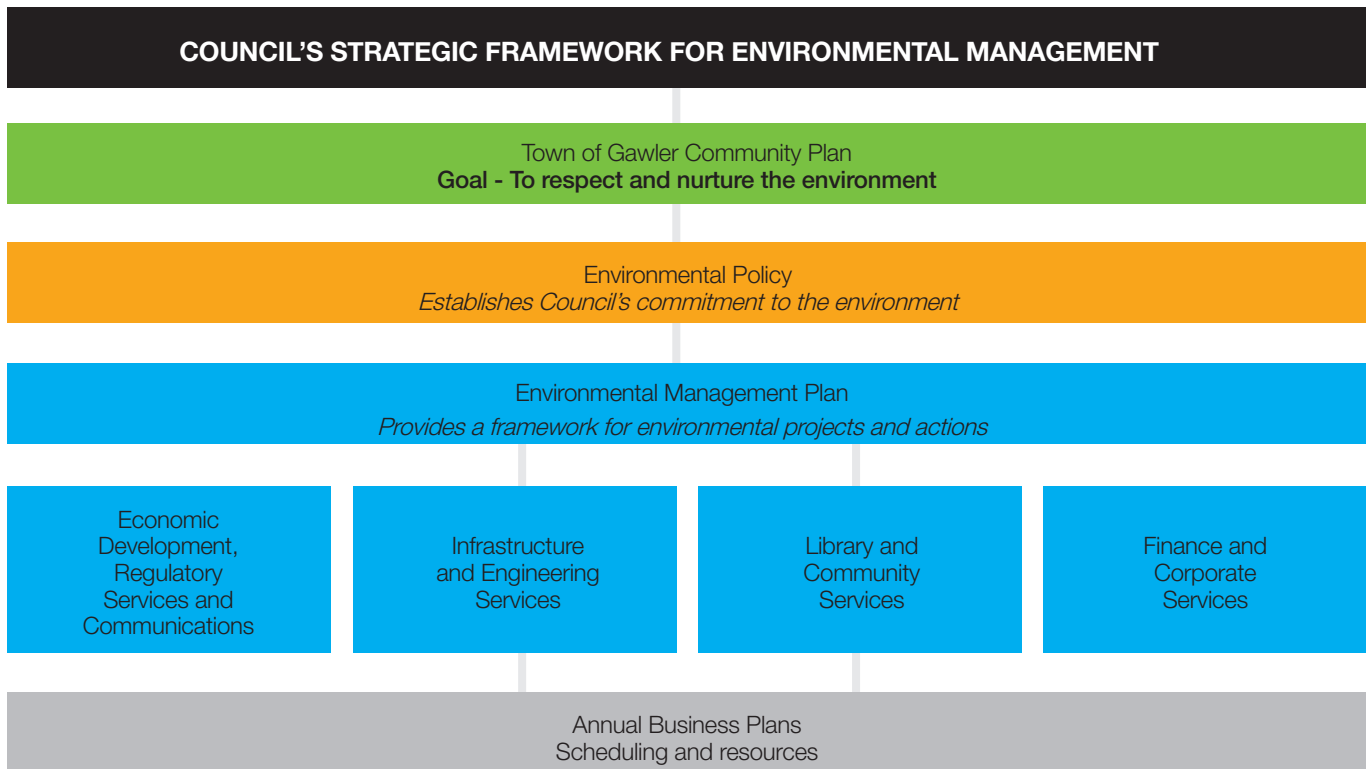 COUNCIL’S STRATEGIC FRAMEWORK FOR ENVIRONMENTAL MANAGEMENT
Town of Gawler Community Plan
Goal - To respect and nurture the environment
Environmental Policy
Establishes Council’s commitment to the environment
Environmental Management Plan
Provides a framework for environmental projects and actions
Economic
Development,
Regulatory
Services and
Communications
Infrastructure
and Engineering
Services
Library and
Community
Services
Finance and
Corporate
Services
Annual Business Plans
Scheduling and resources